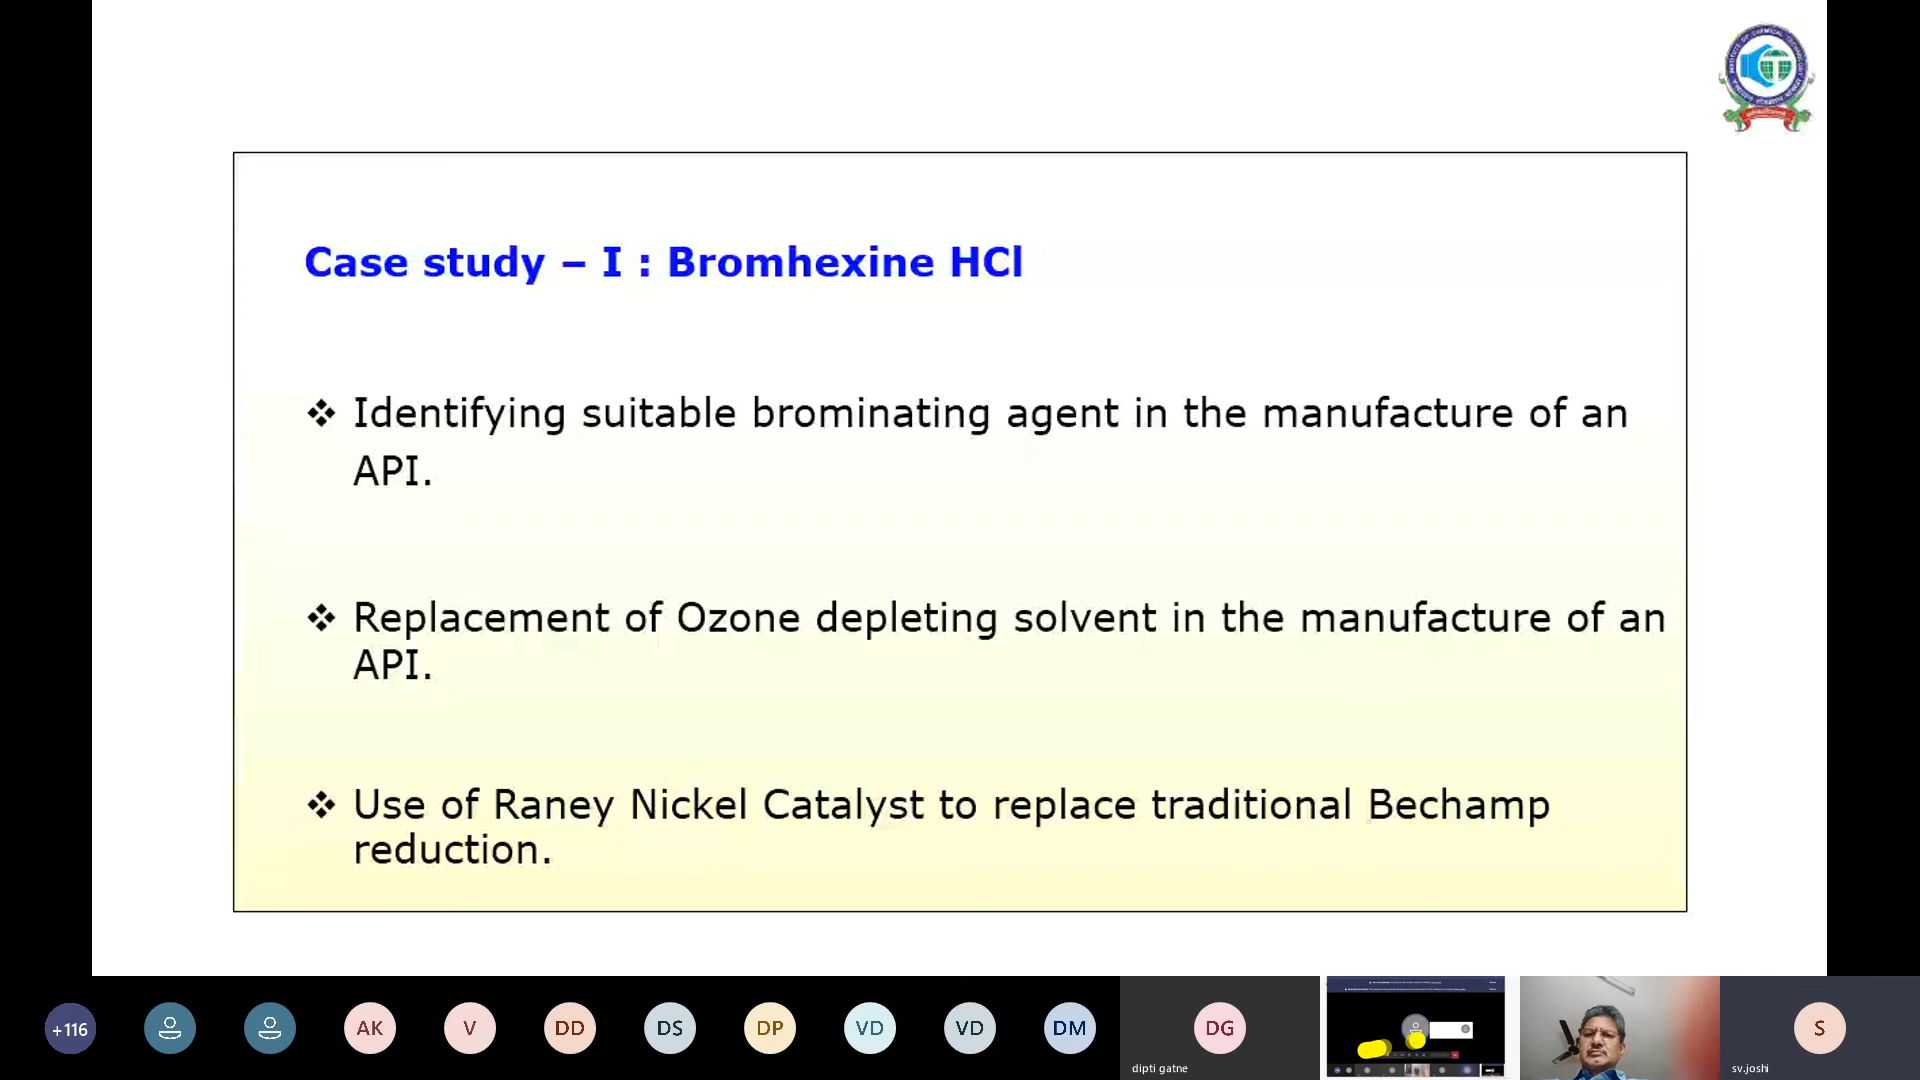 Case study – I : Bromhexine HCl
❖ Identifying suitable brominating agent in the manufacture of an
API.
❖ Replacement of Ozone depleting solvent in the manufacture of an
API.
❖ Use of Raney Nickel Catalyst to replace traditional Bechamp
reduction.
+116
AK
V
DD
DS
DP
VD
VD
DM
DG
S
dipti gatne
sv.joshi